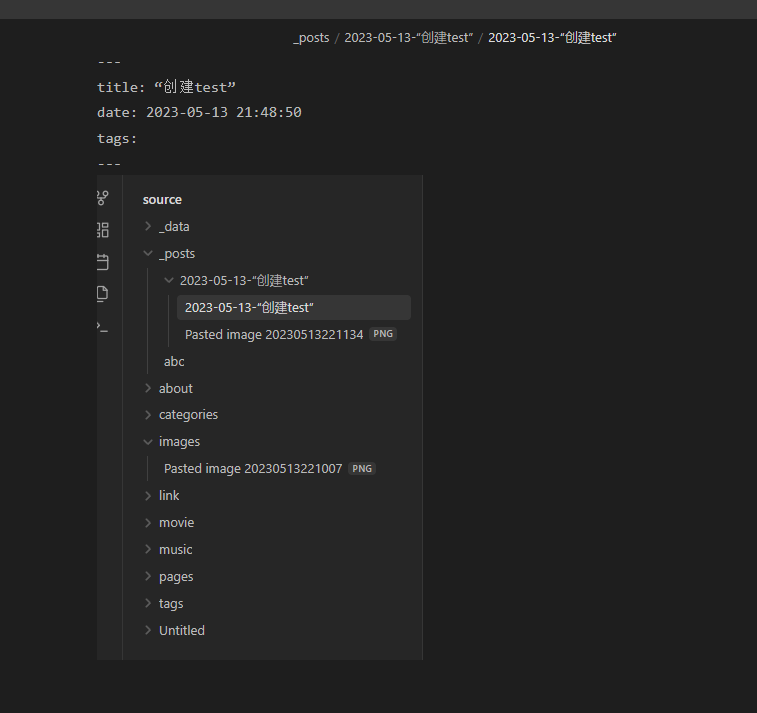 _posts / 2023-05-13-“创建test” / 2023-05-13-“创建test”
---
title: “创建test”
date: 2023-05-13 21:48:50
tags:
---
source
_data
_posts
2023-05-13-“创建test”
2023-05-13-“创建test”
Pasted image 20230513221134 PNG
abc
about
categories
images
Pasted image 20230513221007 PNG
link
movie
music
pages
tags
Untitled